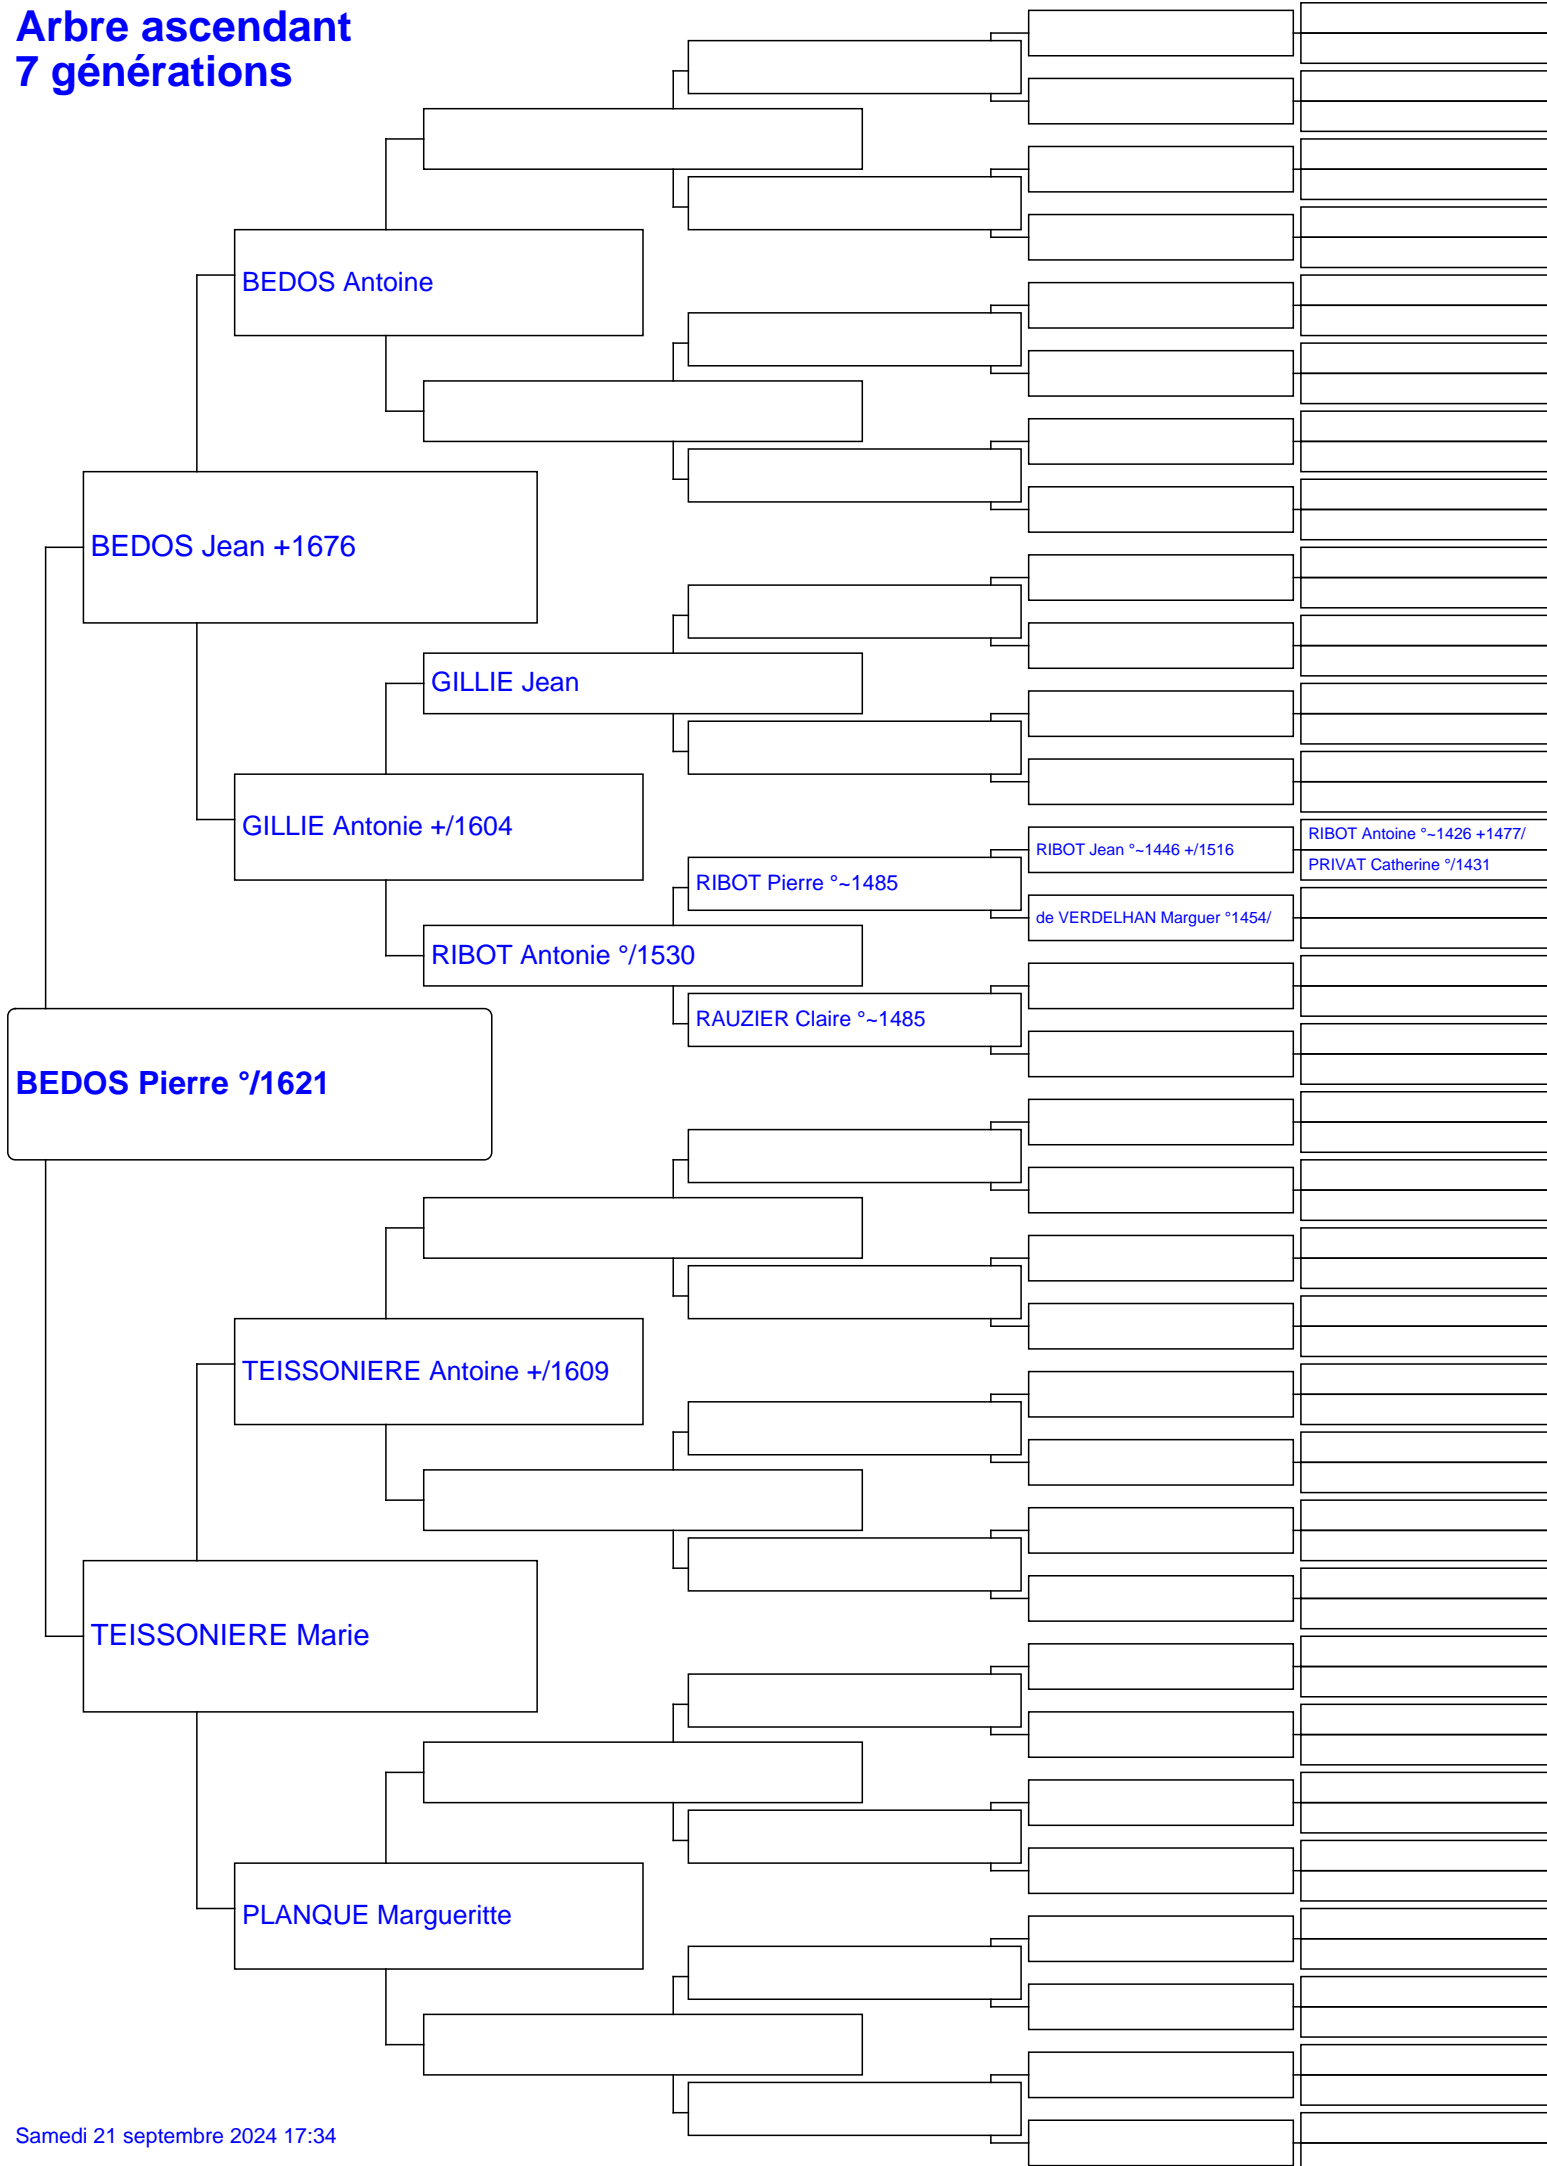 Arbre ascendant
7 générations
BEDOS Antoine
BEDOS Jean +1676
GILLIE Jean
GILLIE Antonie +/1604
RIBOT Antoine °~1426 +1477/
RIBOT Jean °~1446 +/1516
PRIVAT Catherine °/1431
RIBOT Pierre °~1485
de VERDELHAN Marguer °1454/
RIBOT Antonie °/1530
RAUZIER Claire °~1485
BEDOS Pierre °/1621
TEISSONIERE Antoine +/1609
TEISSONIERE Marie
PLANQUE Margueritte
Samedi 21 septembre 2024 17:34